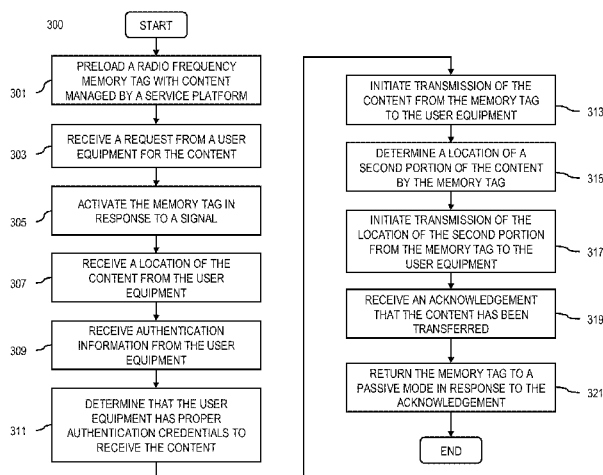 300
START
301
PRELOAD A RADIO FREQUENCY
MEMORY TAG WITH CONTENT
MANAGED BY A SERVICE PLATFORM
303
RECEIVE A REQUEST FROM A USER
EQUIPMENT FOR THE CONTENT
305
ACTIVATE THE MEMORY TAG IN
RESPONSE TO A SIGNAL
307
RECEIVE A LOCATION OF THE
CONTENT FROM THE USER
EQUIPMENT
309
RECEIVE AUTHENTICATION
INFORMATION FROM THE USER
EQUIPMENT
311
DETERMINE THAT THE USER
EQUIPMENT HAS PROPER
AUTHENTICATION CREDENTIALS TO
RECEIVE THE CONTENT
INITIATE TRANSMISSION OF THE
CONTENT FROM THE MEMORY TAG
TO THE USER EQUIPMENT
313
DETERMINE A LOCATION OF A
SECOND PORTION OF THE CONTENT
BY THE MEMORY TAG
315
INITIATE TRANSMISSION OF THE
LOCATION OF THE SECOND PORTION
FROM THE MEMORY TAG TO THE
USER EQUIPMENT
317
RECEIVE AN ACKNOWLEDGEMENT
THAT THE CONTENT HAS BEEN
TRANSFERRED
319
RETURN THE MEMORY TAG TO A
PASSIVE MODE IN RESPONSE TO THE
ACKNOWLEDGEMENT
321
END